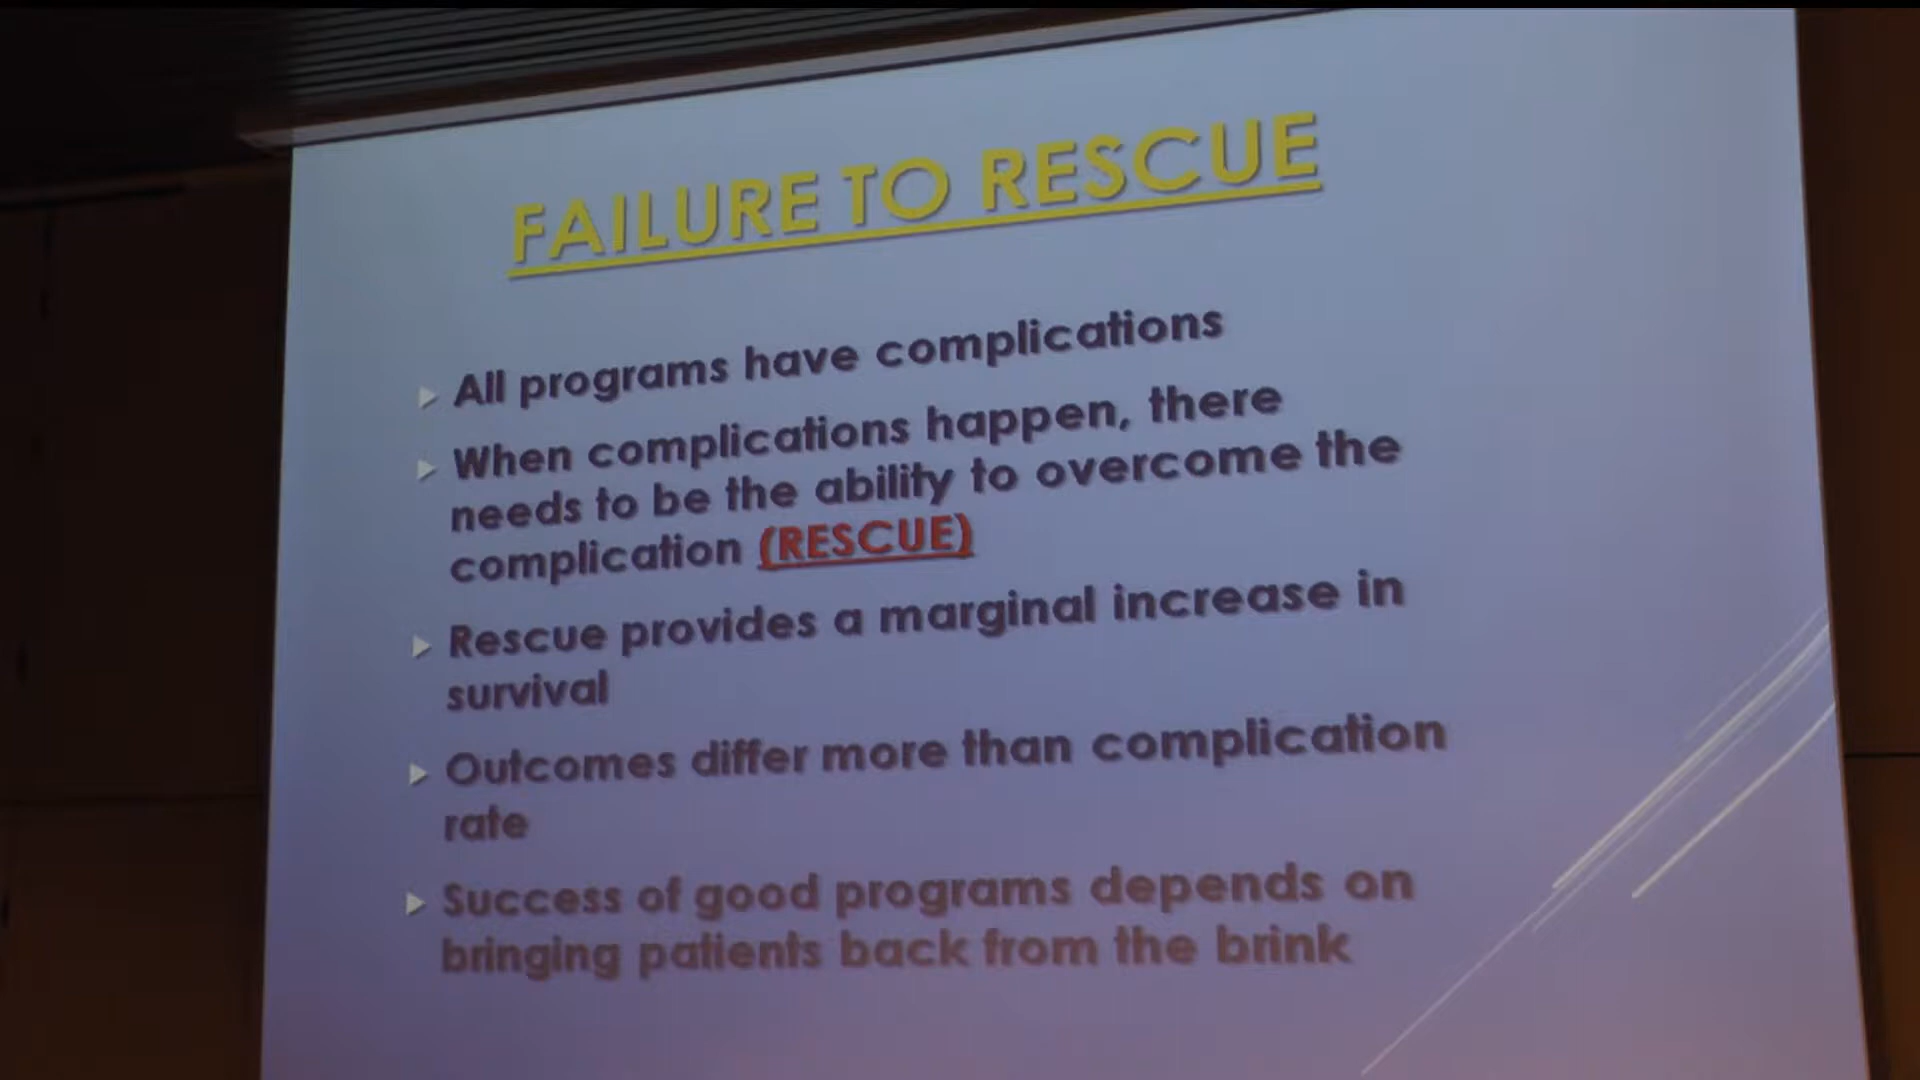 FAILURE TO RESCUE
All programs have complications
When complications happen, there
needs to be the ability to overcome the
complication (RESCUE)
Rescue provides a marginal increase in
survival
Outcomes differ more than complication
rate
Success of good programs depends on
bringing patients back from the brink